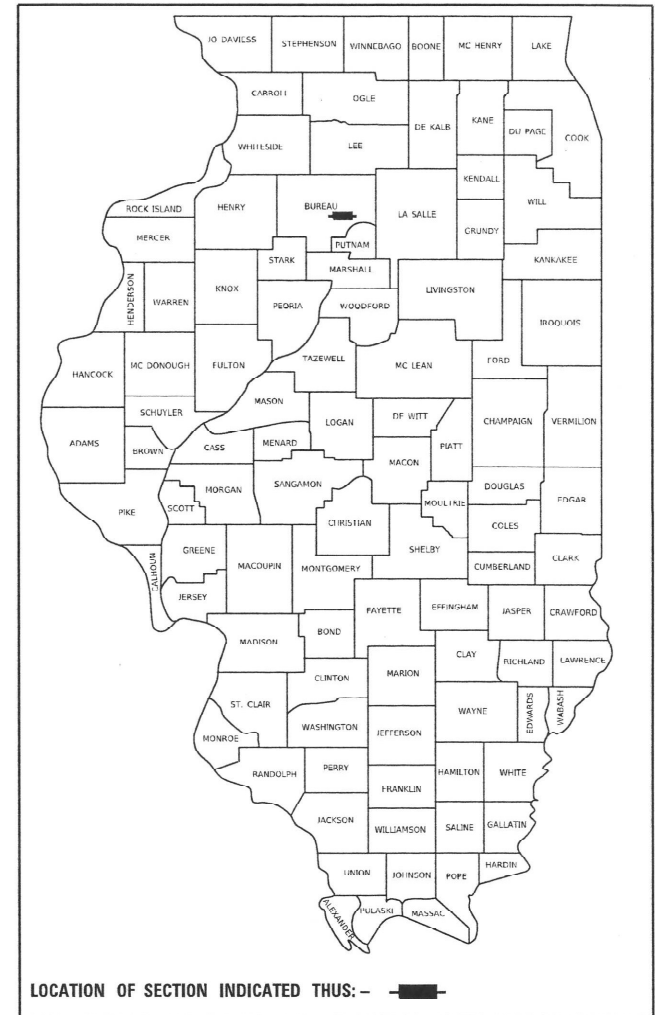 JO DAVIESS STEPHENSON WINNEBAGO BOONE MC HENRY LAKE
CARROLL OGLE DE KALB KANE DU PAGE COOK
WHITESIDE LEE
KENDALL
ROCK ISLAND HENRY BUREAU LA SALLE GRUNDY WILL
MERCER PUTNAM
STARK MARSHALL KANKAKEE
HENDERSON WARREN KNOX PEORIA WOODFORD LIVINGSTON IROQUOIS
HANCOCK MC DONOUGH FULTON TAZEWELL MC LEAN FORD
SCHUYLER MASON LOGAN DE WITT CHAMPAIGN VERMILION
ADAMS BROWN CASS MENARD PIATT
MACON
PIKE SCOTT MORGAN SANGAMON MOULTRIE DOUGLAS EDGAR
CHRISTIAN COLES
CALHOUN GREENE MACOUPIN MONTGOMERY SHELBY CUMBERLAND CLARK
JERSEY FAYETTE EFFINGHAM JASPER CRAWFORD
MADISON BOND
CLAY RICHLAND LAWRENCE
CLINTON MARION
ST. CLAIR WAYNE EDWARDS WABASH
MONROE WASHINGTON JEFFERSON
RANDOLPH PERRY HAMILTON WHITE
FRANKLIN
JACKSON WILLIAMSON SALINE GALLATIN
UNION JOHNSON POPE HARDIN
ALEXANDER PULASKI MASSAC
LOCATION OF SECTION INDICATED THUS: –